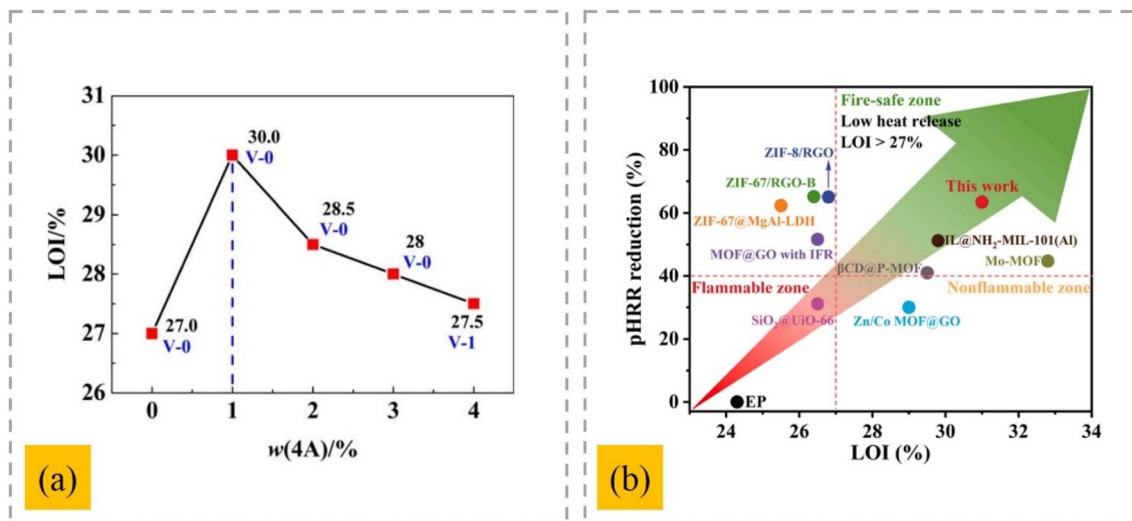 31
30
29
28
27
26
LOI/%
30.0
V-0
28.5
V-0
28
V-0
27.0
V-0
27.5
V-1
0 1 2 3 4
w(4A)/%
(a)
100
80
60
40
20
0
pHRR reduction (%)
Fire-safe zone
Low heat release
LOI > 27%
ZIF-8/RGO
ZIF-67/RGO-B
This work
ZIF-67@MgAl-LDH
MOF@GO with IFR
IL@NH₂-MIL-101(Al)
Mo-MOF
βCD@P-MOF
Flammable zone
Nonflammable zone
SiO₂@UiO-66
Zn/Co MOF@GO
EP
24 26 28 30 32 34
LOI (%)
(b)